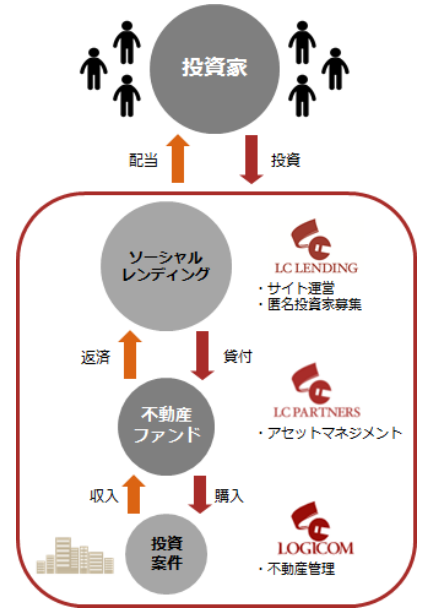 投資家
配当
投資
ソーシャル
レンディング
LC LENDING
・サイト運営
・匿名投資家募集
返済
貸付
不動産
ファンド
LC PARTNERS
・アセットマネジメント
収入
購入
投資
案件
LOGICOM
・不動産管理